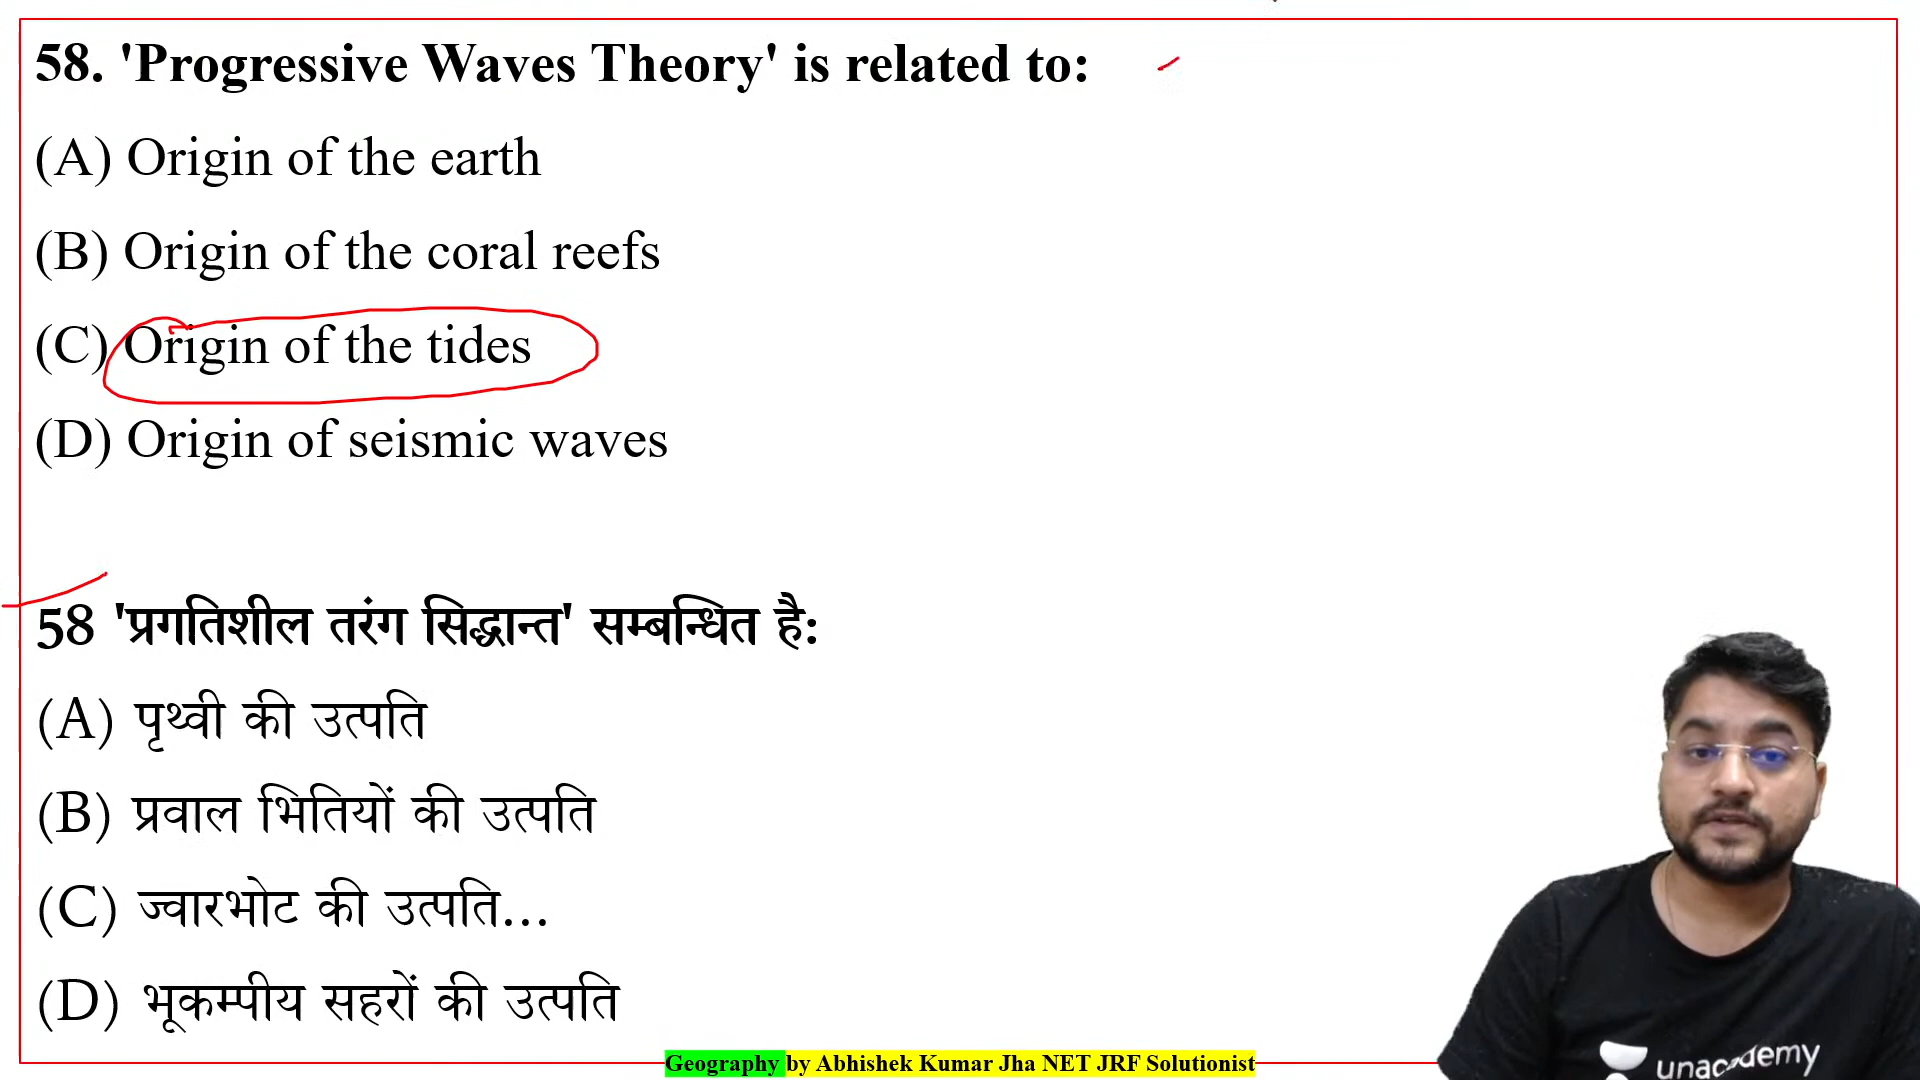 58. 'Progressive Waves Theory' is related to:
(A) Origin of the earth
(B) Origin of the coral reefs
(C) Origin of the tides
(D) Origin of seismic waves
58 'प्रगतिशील तरंग सिद्धान्त' सम्बन्धित है:
(A) पृथ्वी की उत्पति
(B) प्रवाल भितियों की उत्पति
(C) ज्वारभोट की उत्पति...
(D) भूकम्पीय सहरों की उत्पति
Geography by Abhishek Kumar Jha NET JRF Solutionist
unacademy